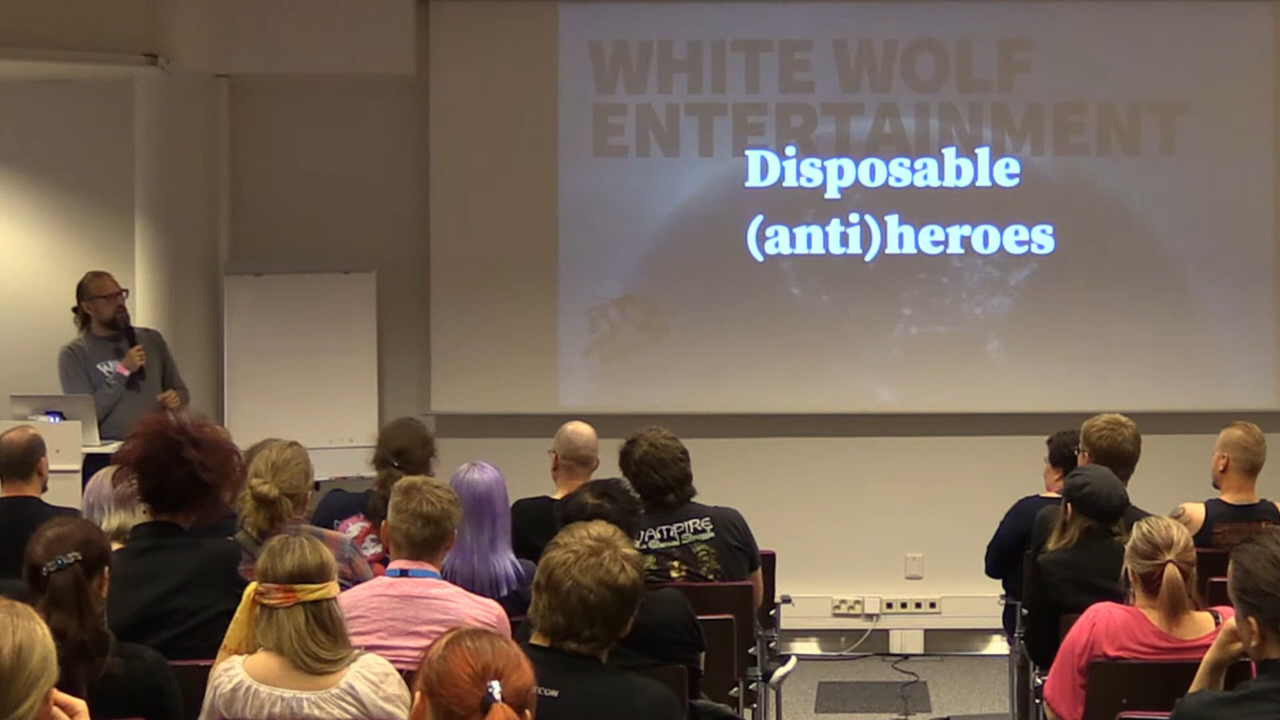 WHITE WOLF
ENTERTAINMENT
Disposable
(anti)heroes
VAMPIRE